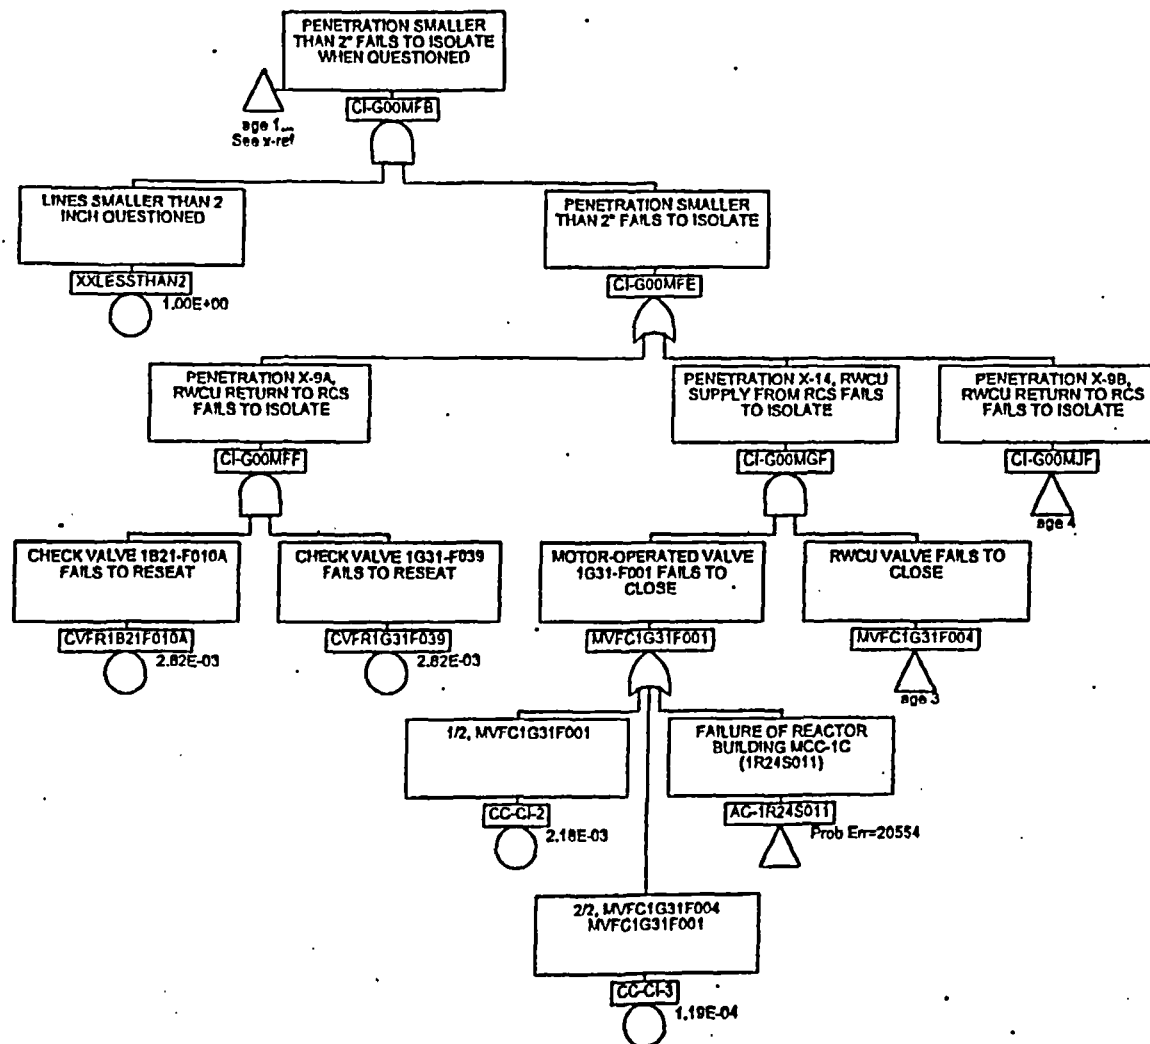 PENETRATION SMALLER
THAN 2" FAILS TO ISOLATE
WHEN QUESTIONED
CI-G00MFB
age 1...
See x-ref
LINES SMALLER THAN 2
INCH QUESTIONED
XXLESSTHAN2
1.00E+00
PENETRATION SMALLER
THAN 2" FAILS TO ISOLATE
CI-G00MFE
PENETRATION X-9A,
RWCU RETURN TO RCS
FAILS TO ISOLATE
CI-G00MFF
PENETRATION X-14, RWCU
SUPPLY FROM RCS FAILS
TO ISOLATE
CI-G00MGF
PENETRATION X-9B,
RWCU RETURN TO RCS
FAILS TO ISOLATE
CI-G00MJF
age 4
CHECK VALVE 1B21-F010A
FAILS TO RESEAT
CVFR1B21F010A
2.82E-03
CHECK VALVE 1G31-F039
FAILS TO RESEAT
CVFR1G31F039
2.82E-03
MOTOR-OPERATED VALVE
1G31-F001 FAILS TO
CLOSE
MVFC1G31F001
RWCU VALVE FAILS TO
CLOSE
MVFC1G31F004
age 3
1/2, MVFC1G31F001
CC-CI-2
2.18E-03
FAILURE OF REACTOR
BUILDING MCC-1C
(1R24S011)
AC-1R24S011
Prob Err=20554
2/2, MVFC1G31F004
MVFC1G31F001
CC-CI-3
1.19E-04